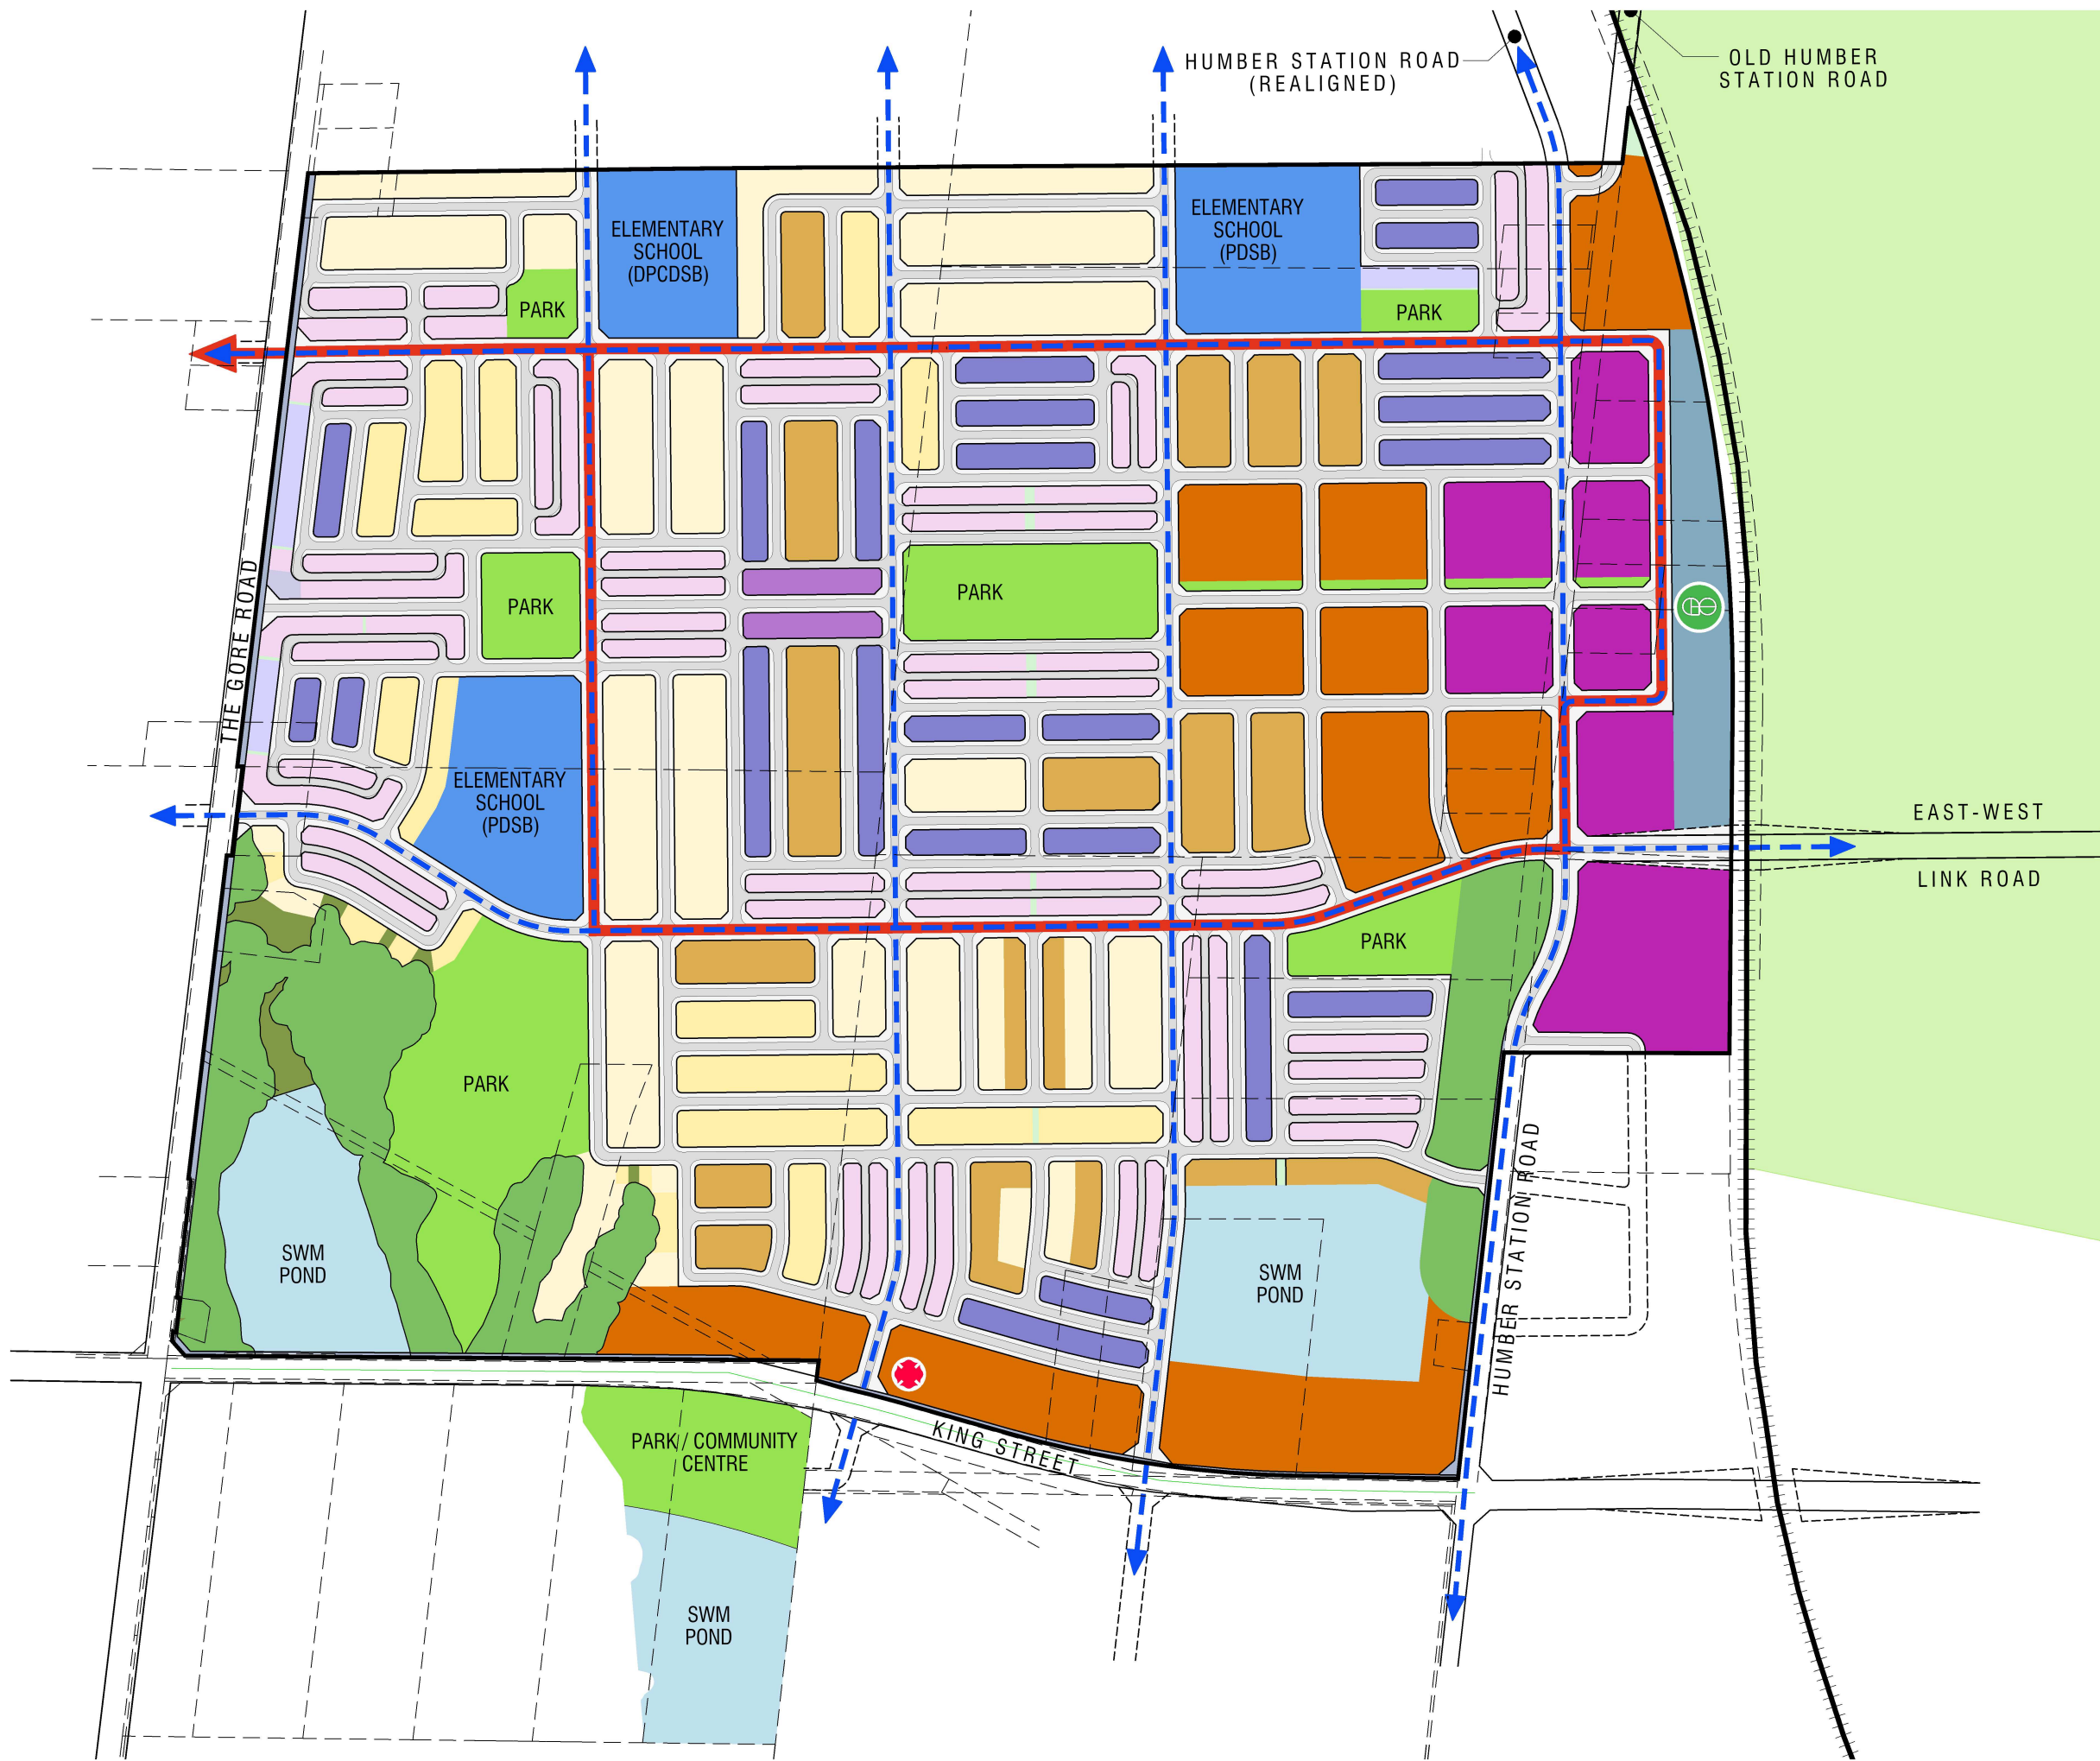 HUMBER STATION ROAD
(REALIGNED)
OLD HUMBER
STATION ROAD
ELEMENTARY
SCHOOL
(DPCDSB)
ELEMENTARY
SCHOOL
(PDSB)
PARK
PARK
THE GORE ROAD
PARK
PARK
ELEMENTARY
SCHOOL
(PDSB)
EAST-WEST
LINK ROAD
PARK
PARK
SWM
POND
SWM
POND
HUMBER STATION ROAD
KING STREET
PARK / COMMUNITY
CENTRE
SWM
POND